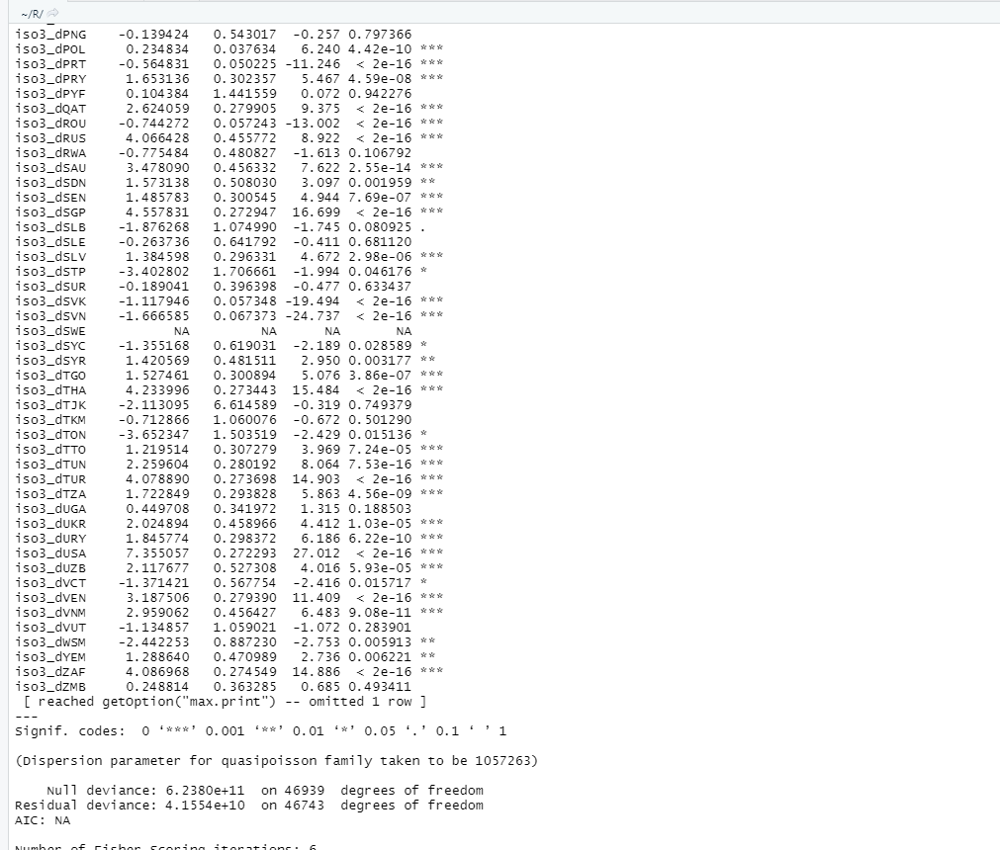 ~/R/
iso3_dPNG -0.139424 0.543017 -0.257 0.797366
iso3_dPOL 0.234834 0.037634 6.240 4.42e-10 ***
iso3_dPRT -0.564831 0.050225 -11.246 < 2e-16 ***
iso3_dPRY 1.653136 0.302357 5.467 4.59e-08 ***
iso3_dPYF 0.104384 1.441559 0.072 0.942276
iso3_dQAT 2.624059 0.279905 9.375 < 2e-16 ***
iso3_dROU -0.744272 0.057243 -13.002 < 2e-16 ***
iso3_dRUS 4.066428 0.455772 8.922 < 2e-16 ***
iso3_dRWA -0.775484 0.480827 -1.613 0.106792
iso3_dSAU 3.478090 0.456332 7.622 2.55e-14 ***
iso3_dSDN 1.573138 0.508030 3.097 0.001959 **
iso3_dSEN 1.485783 0.300545 4.944 7.69e-07 ***
iso3_dSGP 4.557831 0.272947 16.699 < 2e-16 ***
iso3_dSLB -1.876268 1.074990 -1.745 0.080925 .
iso3_dSLE -0.263736 0.641792 -0.411 0.681120
iso3_dSLV 1.384598 0.296331 4.672 2.98e-06 ***
iso3_dSTP -3.402802 1.706661 -1.994 0.046176 *
iso3_dSUR -0.189041 0.396398 -0.477 0.633437
iso3_dSVK -1.117946 0.057348 -19.494 < 2e-16 ***
iso3_dSVN -1.666585 0.067373 -24.737 < 2e-16 ***
iso3_dSWE NA NA NA NA
iso3_dSYC -1.355168 0.619031 -2.189 0.028589 *
iso3_dSYR 1.420569 0.481511 2.950 0.003177 **
iso3_dTGO 1.527461 0.300894 5.076 3.86e-07 ***
iso3_dTHA 4.233996 0.273443 15.484 < 2e-16 ***
iso3_dTJK -2.113095 6.614589 -0.319 0.749379
iso3_dTKM -0.712866 1.060076 -0.672 0.501290
iso3_dTON -3.652347 1.503519 -2.429 0.015136 *
iso3_dTTO 1.219514 0.307279 3.969 7.24e-05 ***
iso3_dTUN 2.259604 0.280192 8.064 7.53e-16 ***
iso3_dTUR 4.078890 0.273698 14.903 < 2e-16 ***
iso3_dTZA 1.722849 0.293828 5.863 4.56e-09 ***
iso3_dUGA 0.449708 0.341972 1.315 0.188503
iso3_dUKR 2.024894 0.458966 4.412 1.03e-05 ***
iso3_dURY 1.845774 0.298372 6.186 6.22e-10 ***
iso3_dUSA 7.355057 0.272293 27.012 < 2e-16 ***
iso3_dUZB 2.117677 0.527308 4.016 5.93e-05 ***
iso3_dVCT -1.371421 0.567754 -2.416 0.015717 *
iso3_dVEN 3.187506 0.279390 11.409 < 2e-16 ***
iso3_dVNM 2.959062 0.456427 6.483 9.08e-11 ***
iso3_dVUT -1.134857 1.059021 -1.072 0.283901
iso3_dWSM -2.442253 0.887230 -2.753 0.005913 **
iso3_dYEM 1.288640 0.470989 2.736 0.006221 **
iso3_dZAF 4.086968 0.274549 14.886 < 2e-16 ***
iso3_dZMB 0.248814 0.363285 0.685 0.493411
[ reached getOption("max.print") -- omitted 1 row ]
---
Signif. codes: 0 ‘***’ 0.001 ‘**’ 0.01 ‘*’ 0.05 ‘.’ 0.1 ‘ ’ 1
(Dispersion parameter for quasipoisson family taken to be 1057263)
Null deviance: 6.2380e+11 on 46939 degrees of freedom
Residual deviance: 4.1554e+10 on 46743 degrees of freedom
AIC: NA
Number of Fisher Scoring iterations: 6